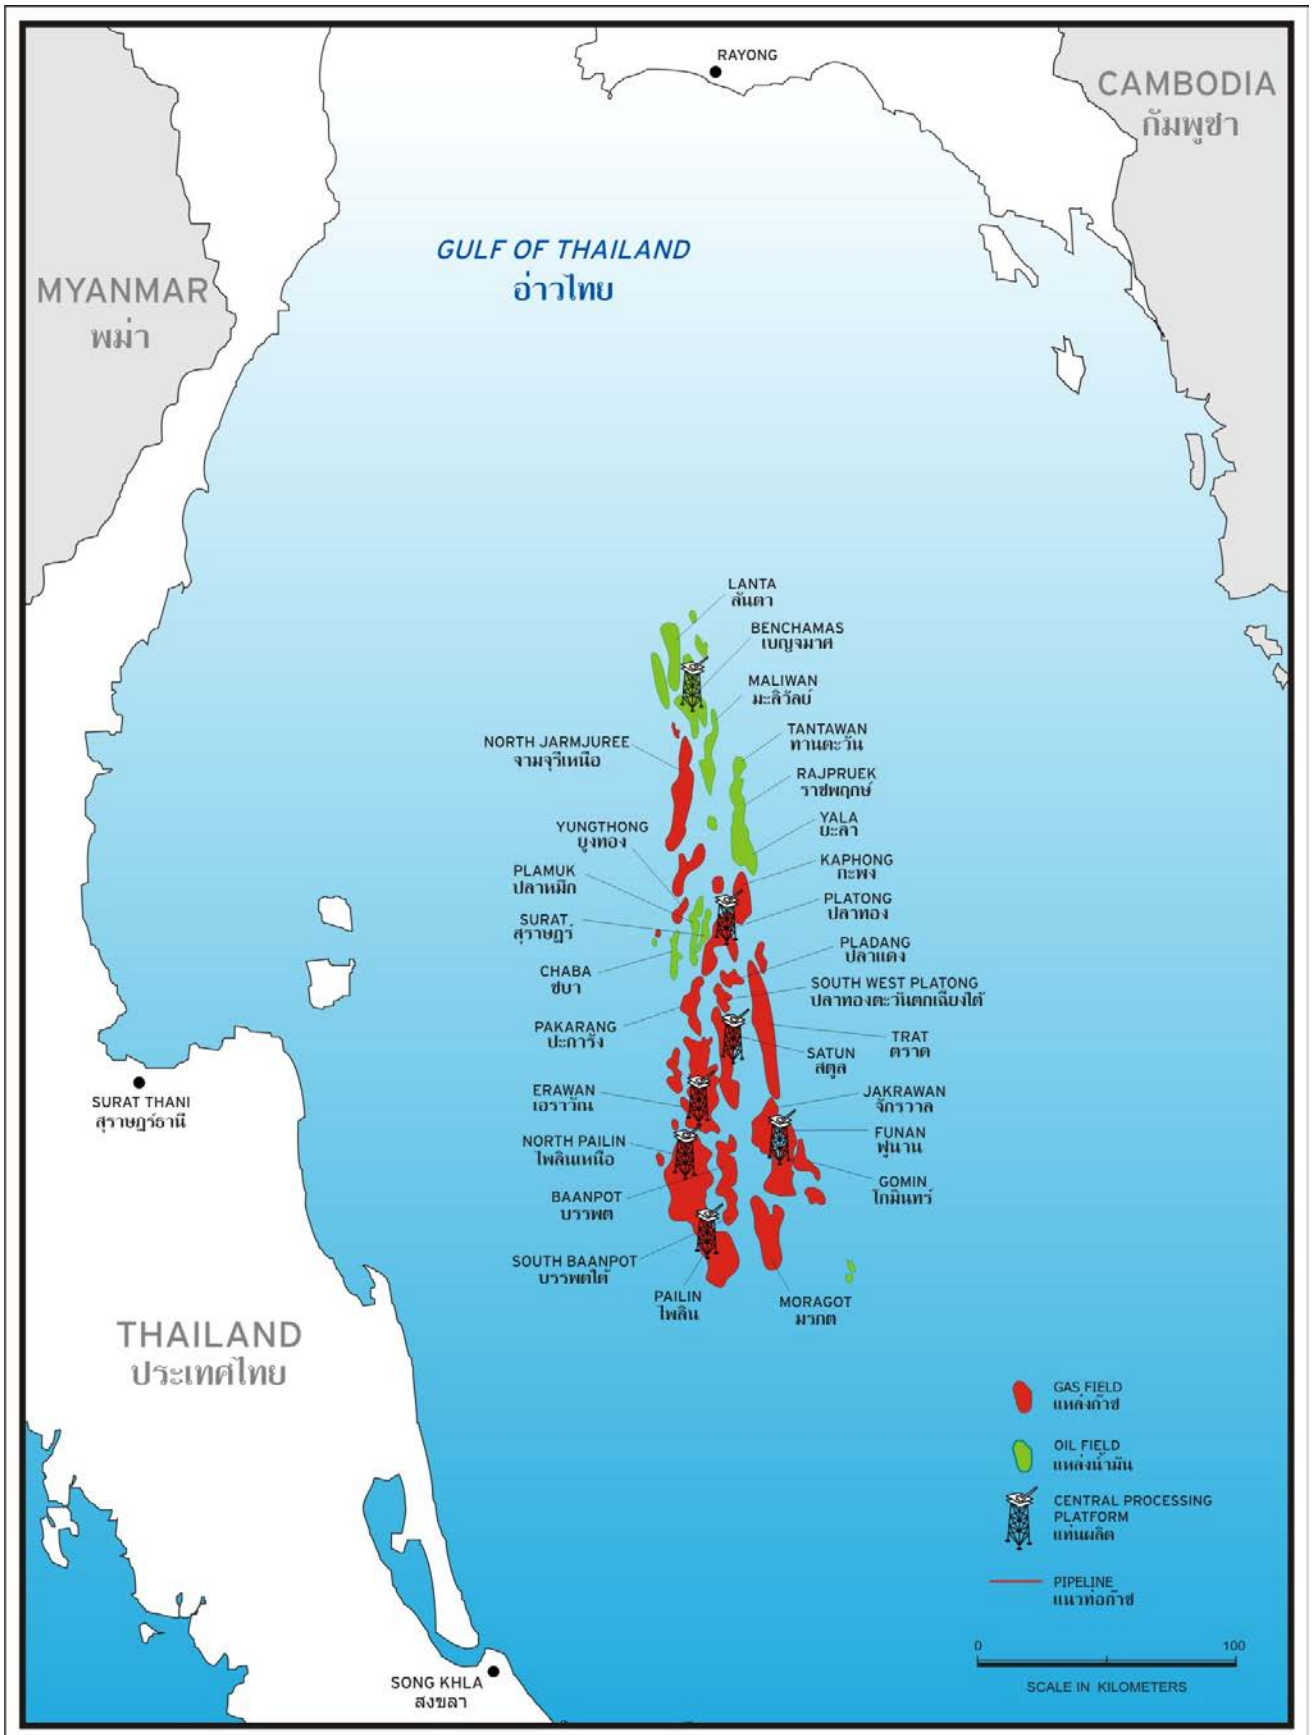 RAYONG
CAMBODIA
กัมพูชา
GULF OF THAILAND
อ่าวไทย
MYANMAR
พม่า
LANTA
ลันตา
BENCHAMAS
เบญจมาศ
MALIWAN
มะลิวัลย์
TANTAWAN
ทานตะวัน
NORTH JARMJUREE
จามจุรีเหนือ
RAJPRUEK
ราชพฤกษ์
YALA
ยะลา
YUNGTHONG
ยูงทอง
KAPHONG
กะพง
PLAMUK
ปลาหมึก
PLATONG
ปลาทอง
SURAT
สุราษฎร์
PLADANG
ปลาแดง
CHABA
ชบา
SOUTH WEST PLATONG
ปลาทองตะวันตกเฉียงใต้
PAKARANG
ปะการัง
TRAT
ตราด
SATUN
สตูล
ERAWAN
เอราวัณ
JAKRAWAN
จักรวาล
SURAT THANI
สุราษฎร์ธานี
FUNAN
ฟูนาน
NORTH PAILIN
ไพลินเหนือ
GOMIN
โกมินทร์
BAANPOT
บรรพต
SOUTH BAANPOT
บรรพตใต้
PAILIN
ไพลิน
MORAGOT
มรกต
THAILAND
ประเทศไทย
GAS FIELD
แหล่งก๊าซ
OIL FIELD
แหล่งน้ำมัน
CENTRAL PROCESSING
PLATFORM
แท่นผลิต
PIPELINE
แนวท่อก๊าซ
0 100
SCALE IN KILOMETERS
SONG KHLA
สงขลา